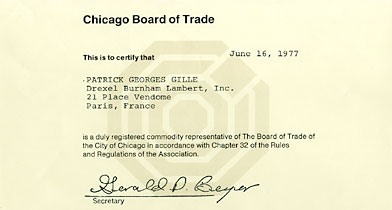 Chicago Board of Trade
This is to certify that
June 16, 1977
PATRICK GEORGES GILLE
Drexel Burnham Lambert, Inc.
21 Place Vendome
Paris, France
is a duly registered commodity representative of The Board of Trade of
the City of Chicago in accordance with Chapter 32 of the Rules
and Regulations of the Association.
Gerald D. Beyer
Secretary